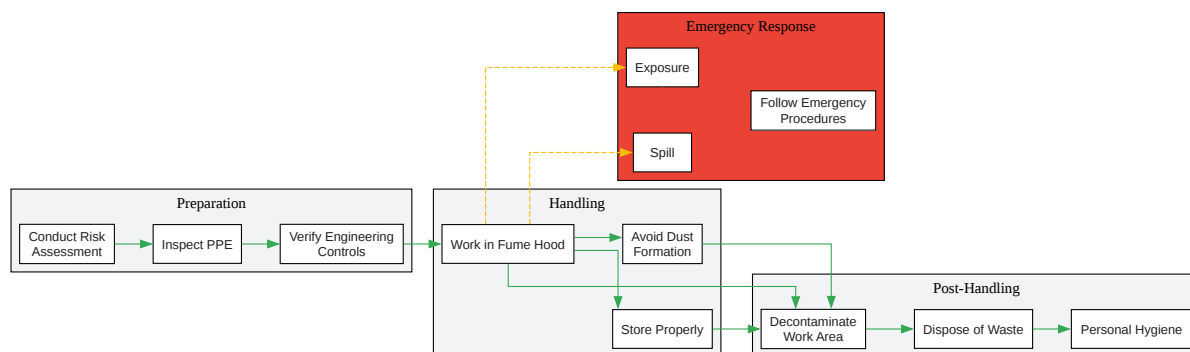 Emergency Response
Exposure
Follow Emergency
Procedures
Spill
Preparation
Conduct Risk
Assessment
Inspect PPE
Verify Engineering
Controls
Handling
Work in Fume Hood
Avoid Dust
Formation
Store Properly
Post-Handling
Decontaminate
Work Area
Dispose of Waste
Personal Hygiene